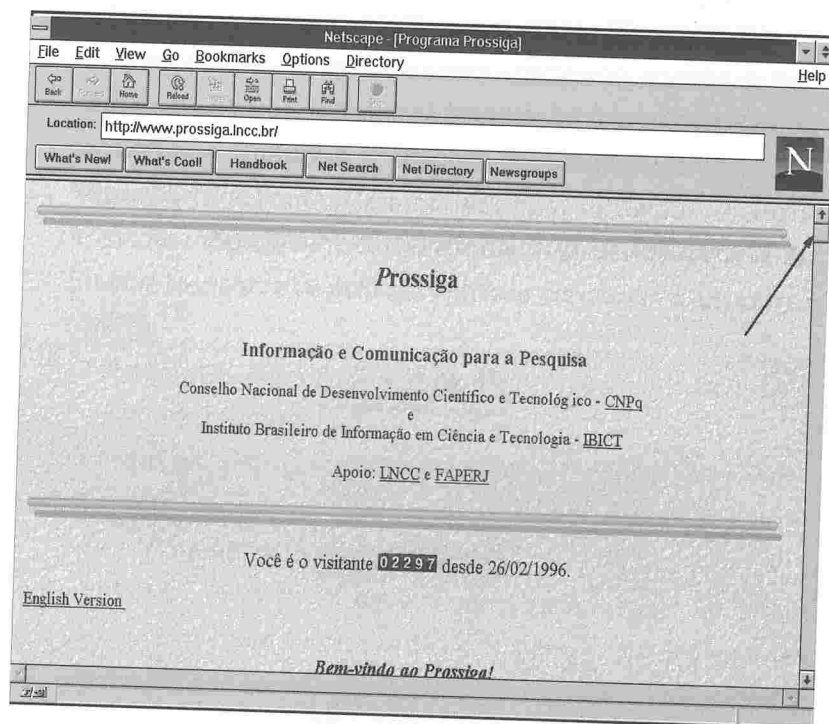 Netscape - [Programa Prossiga]
File Edit View Go Bookmarks Options Directory Help
Back Forward Home Reload Open Print Find Stop
Location: http://www.prossiga.lncc.br/
What's New! What's Cool! Handbook Net Search Net Directory Newsgroups
N
Prossiga
Informação e Comunicação para a Pesquisa
Conselho Nacional de Desenvolvimento Científico e Tecnológ ico - CNPq
e
Instituto Brasileiro de Informação em Ciência e Tecnologia - IBICT
Apoio: LNCC e FAPERJ
Você é o visitante 02297 desde 26/02/1996.
English Version
Bem-vindo ao Prossiga!